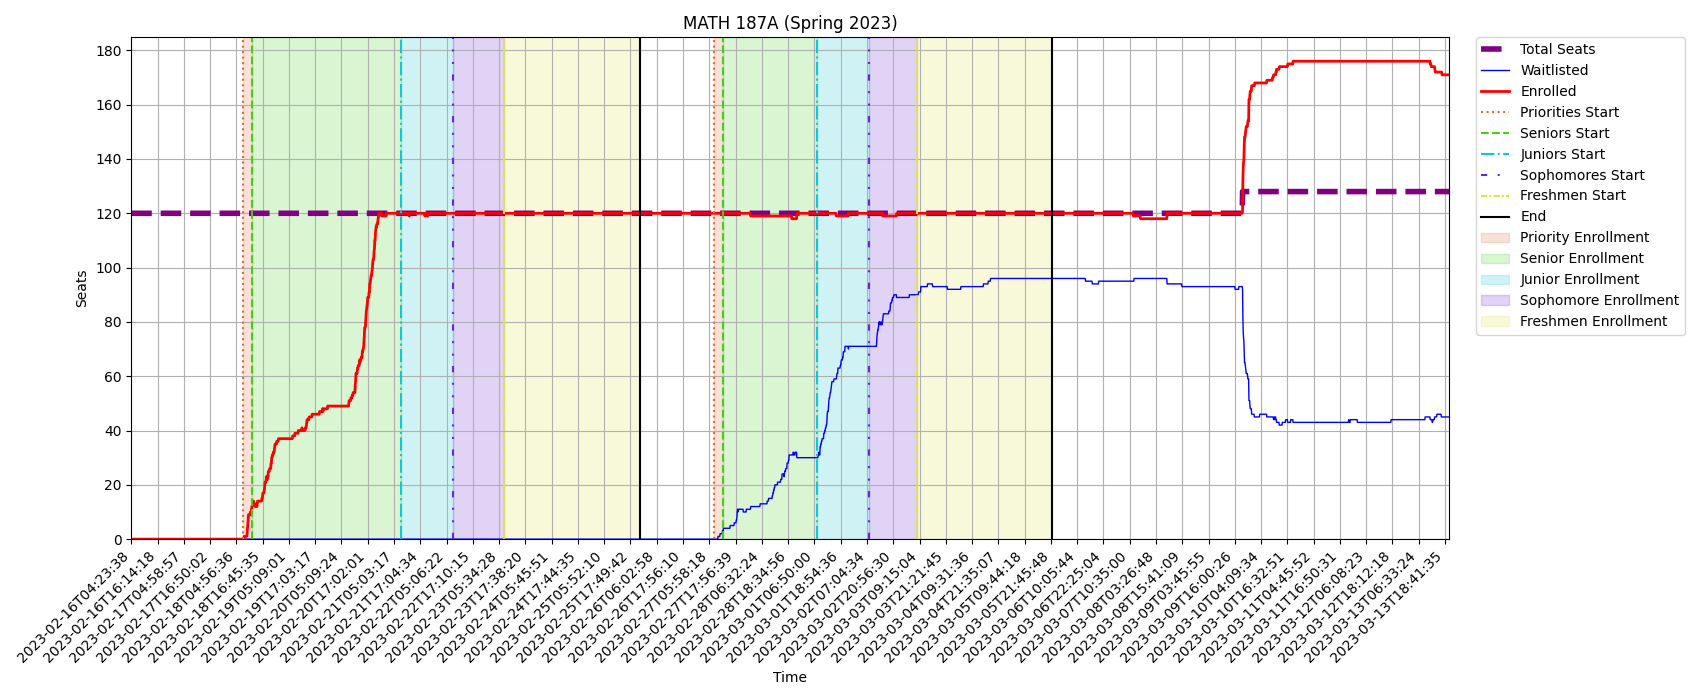 MATH 187A (Spring 2023)
Seats
180
160
140
120
100
80
60
40
20
0
2023-02-16T04:23:38
2023-02-16T16:14:18
2023-02-17T04:58:57
2023-02-17T16:50:02
2023-02-18T04:56:36
2023-02-18T16:45:35
2023-02-19T05:09:01
2023-02-19T17:03:17
2023-02-20T05:09:24
2023-02-20T17:02:01
2023-02-21T05:03:17
2023-02-21T17:04:34
2023-02-22T05:06:22
2023-02-22T17:10:15
2023-02-23T05:34:28
2023-02-23T17:38:20
2023-02-24T05:45:51
2023-02-24T17:44:35
2023-02-25T05:52:10
2023-02-25T17:49:42
2023-02-26T06:02:58
2023-02-26T17:56:10
2023-02-27T05:58:18
2023-02-27T17:56:39
2023-02-28T06:32:24
2023-02-28T18:34:56
2023-03-01T06:50:00
2023-03-01T18:54:36
2023-03-02T07:04:34
2023-03-02T20:56:30
2023-03-03T09:15:04
2023-03-03T21:21:45
2023-03-04T09:31:36
2023-03-04T21:35:07
2023-03-05T09:44:18
2023-03-05T21:45:48
2023-03-06T10:05:44
2023-03-06T22:25:04
2023-03-07T10:35:00
2023-03-08T03:26:48
2023-03-08T15:41:09
2023-03-09T03:45:55
2023-03-09T16:00:26
2023-03-10T04:09:34
2023-03-10T16:32:51
2023-03-11T04:45:52
2023-03-11T16:50:31
2023-03-12T06:08:23
2023-03-12T18:12:18
2023-03-13T06:33:24
2023-03-13T18:41:35
Time
Total Seats
Waitlisted
Enrolled
Priorities Start
Seniors Start
Juniors Start
Sophomores Start
Freshmen Start
End
Priority Enrollment
Senior Enrollment
Junior Enrollment
Sophomore Enrollment
Freshmen Enrollment